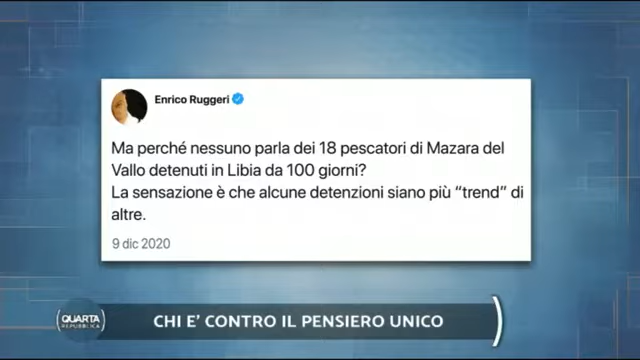 Enrico Ruggeri
Ma perché nessuno parla dei 18 pescatori di Mazara del
Vallo detenuti in Libia da 100 giorni?
La sensazione è che alcune detenzioni siano più “trend” di
altre.
9 dic 2020
QUARTA
REPUBBLICA
CHI E' CONTRO IL PENSIERO UNICO